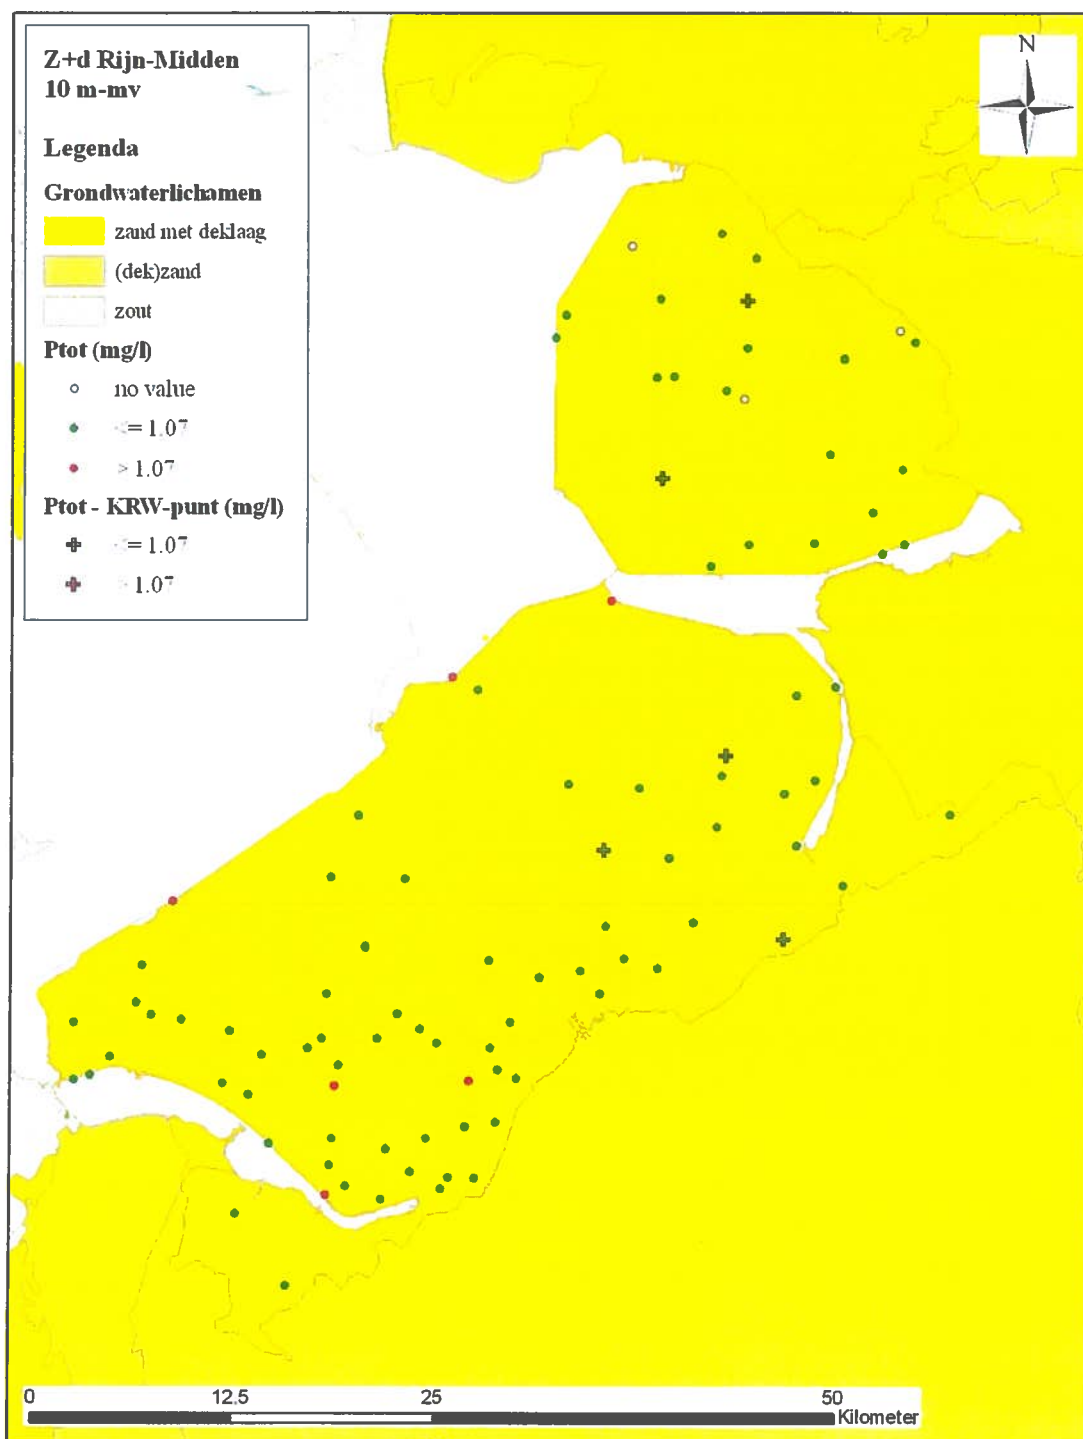 Z+d Rijn-Midden
10 m-mv
Legenda
Grondwaterlichamen
zand met deklaag
(dek)zand
zout
Ptot (mg/l)
no value
<= 1.07
> 1.07
Ptot - KRW-punt (mg/l)
<= 1.07
> 1.07
N
0 12.5 25 50
Kilometer